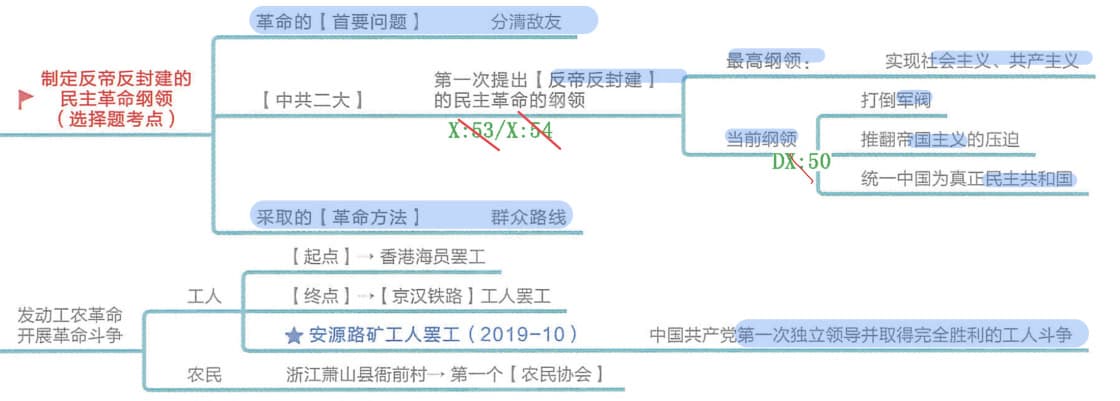 制定反帝反封建的
民主革命纲领
（选择题考点）
革命的【首要问题】 分清敌友
【中共二大】
第一次提出【反帝反封建】
的民主革命的纲领
X:53/X:54
最高纲领： 实现社会主义、共产主义
当前纲领
DX:50
打倒军阀
推翻帝国主义的压迫
统一中国为真正民主共和国
采取的【革命方法】 群众路线
发动工农革命
开展革命斗争
工人
【起点】→香港海员罢工
【终点】→【京汉铁路】工人罢工
★安源路矿工人罢工（2019-10） 中国共产党第一次独立领导并取得完全胜利的工人斗争
农民 浙江萧山县衙前村→第一个【农民协会】